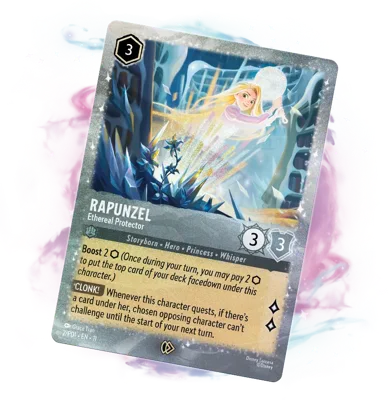 3
RAPUNZEL
Ethereal Protector
3 3
Storyborn • Hero • Princess • Whisper
Boost 2 (Once during your turn, you may pay 2
to put the top card of your deck facedown under this
character.)
CLONK! Whenever this character quests, if there's
a card under her, chosen opposing character can't
challenge until the start of your next turn.
EN • 11